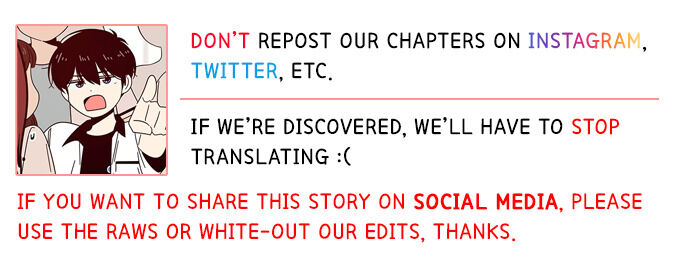 DON'T REPOST OUR CHAPTERS ON INSTAGRAM,
TWITTER, ETC.
IF WE'RE DISCOVERED, WE'LL HAVE TO STOP
TRANSLATING :(
IF YOU WANT TO SHARE THIS STORY ON SOCIAL MEDIA, PLEASE
USE THE RAWS OR WHITE-OUT OUR EDITS, THANKS.